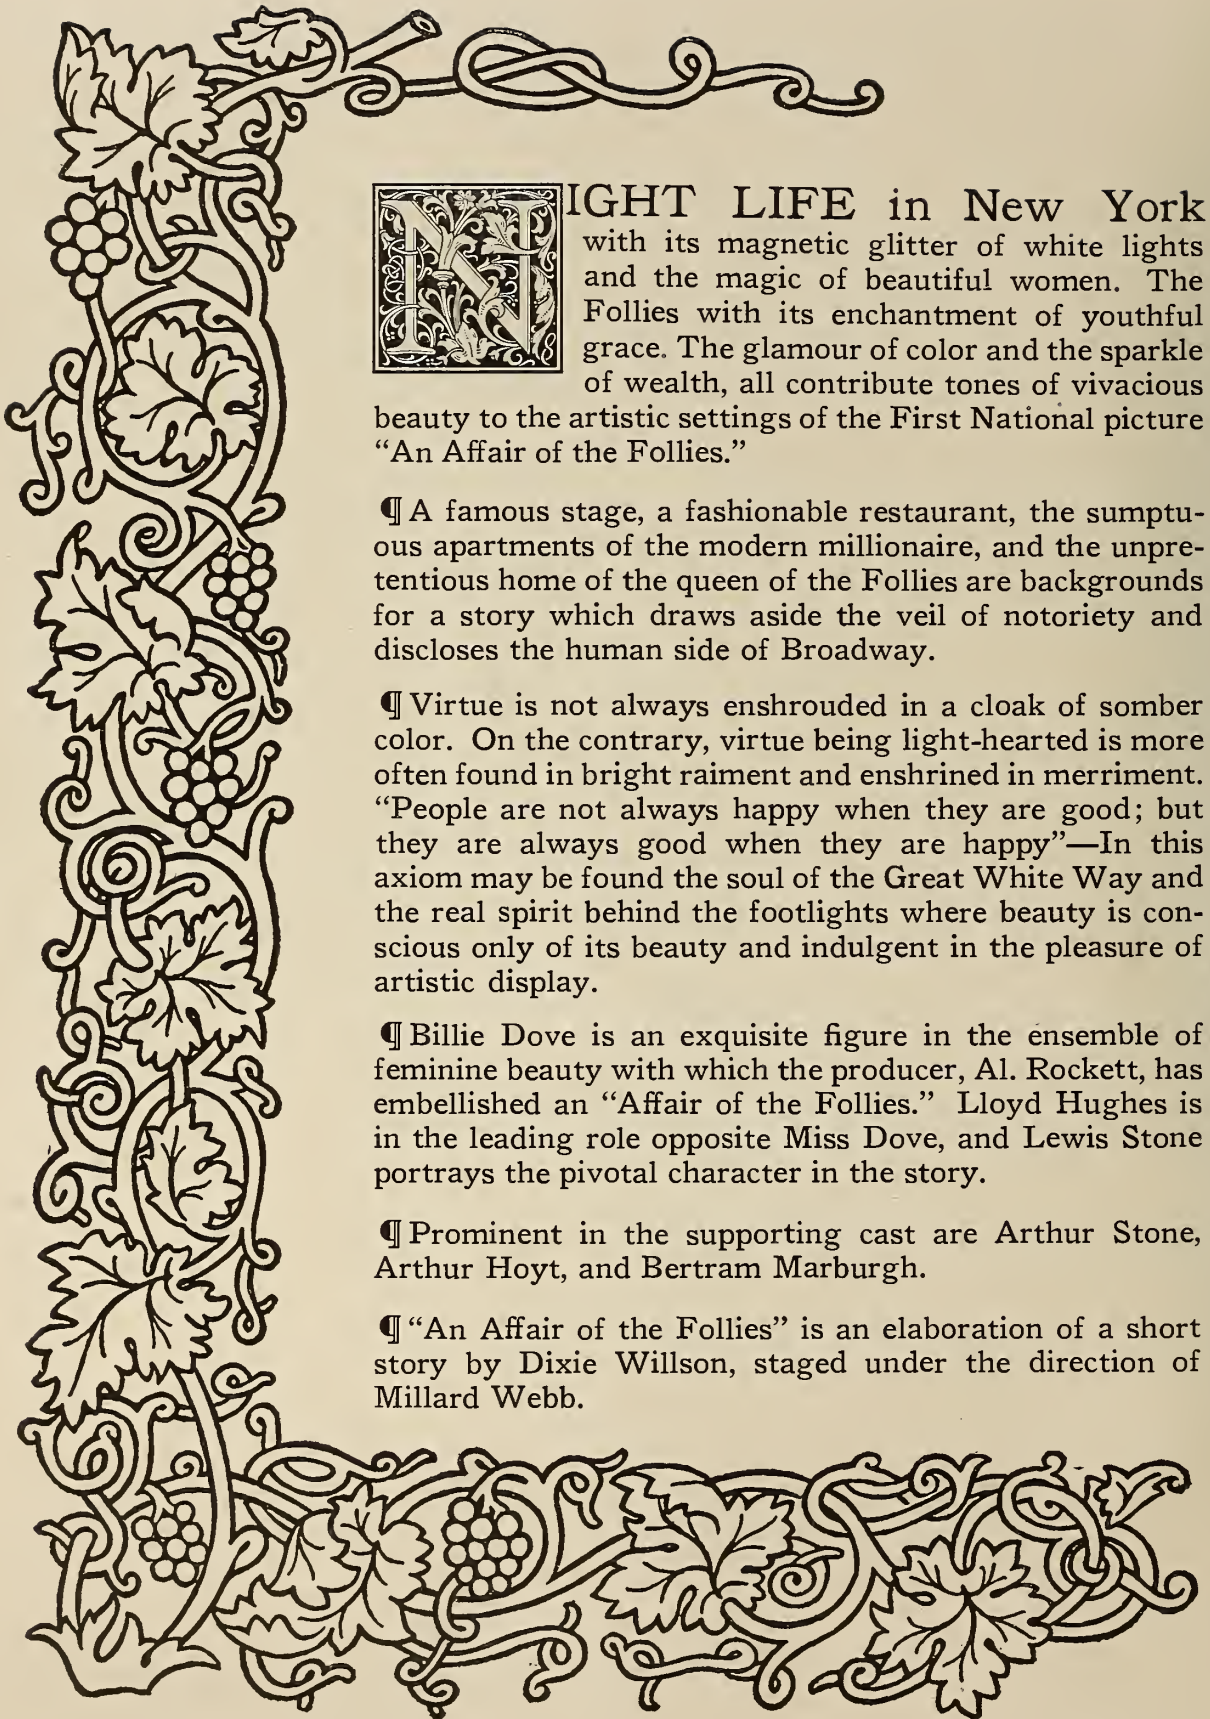 NIGHT LIFE in New York
with its magnetic glitter of white lights
and the magic of beautiful women. The
Follies with its enchantment of youthful
grace. The glamour of color and the sparkle
of wealth, all contribute tones of vivacious
beauty to the artistic settings of the First National picture
“An Affair of the Follies.”
¶ A famous stage, a fashionable restaurant, the sumptu-
ous apartments of the modern millionaire, and the unpre-
tentious home of the queen of the Follies are backgrounds
for a story which draws aside the veil of notoriety and
discloses the human side of Broadway.
¶ Virtue is not always enshrouded in a cloak of somber
color. On the contrary, virtue being light-hearted is more
often found in bright raiment and enshrined in merriment.
“People are not always happy when they are good; but
they are always good when they are happy”—In this
axiom may be found the soul of the Great White Way and
the real spirit behind the footlights where beauty is con-
scious only of its beauty and indulgent in the pleasure of
artistic display.
¶ Billie Dove is an exquisite figure in the ensemble of
feminine beauty with which the producer, Al. Rockett, has
embellished an “Affair of the Follies.” Lloyd Hughes is
in the leading role opposite Miss Dove, and Lewis Stone
portrays the pivotal character in the story.
¶ Prominent in the supporting cast are Arthur Stone,
Arthur Hoyt, and Bertram Marburgh.
¶ “An Affair of the Follies” is an elaboration of a short
story by Dixie Willson, staged under the direction of
Millard Webb.